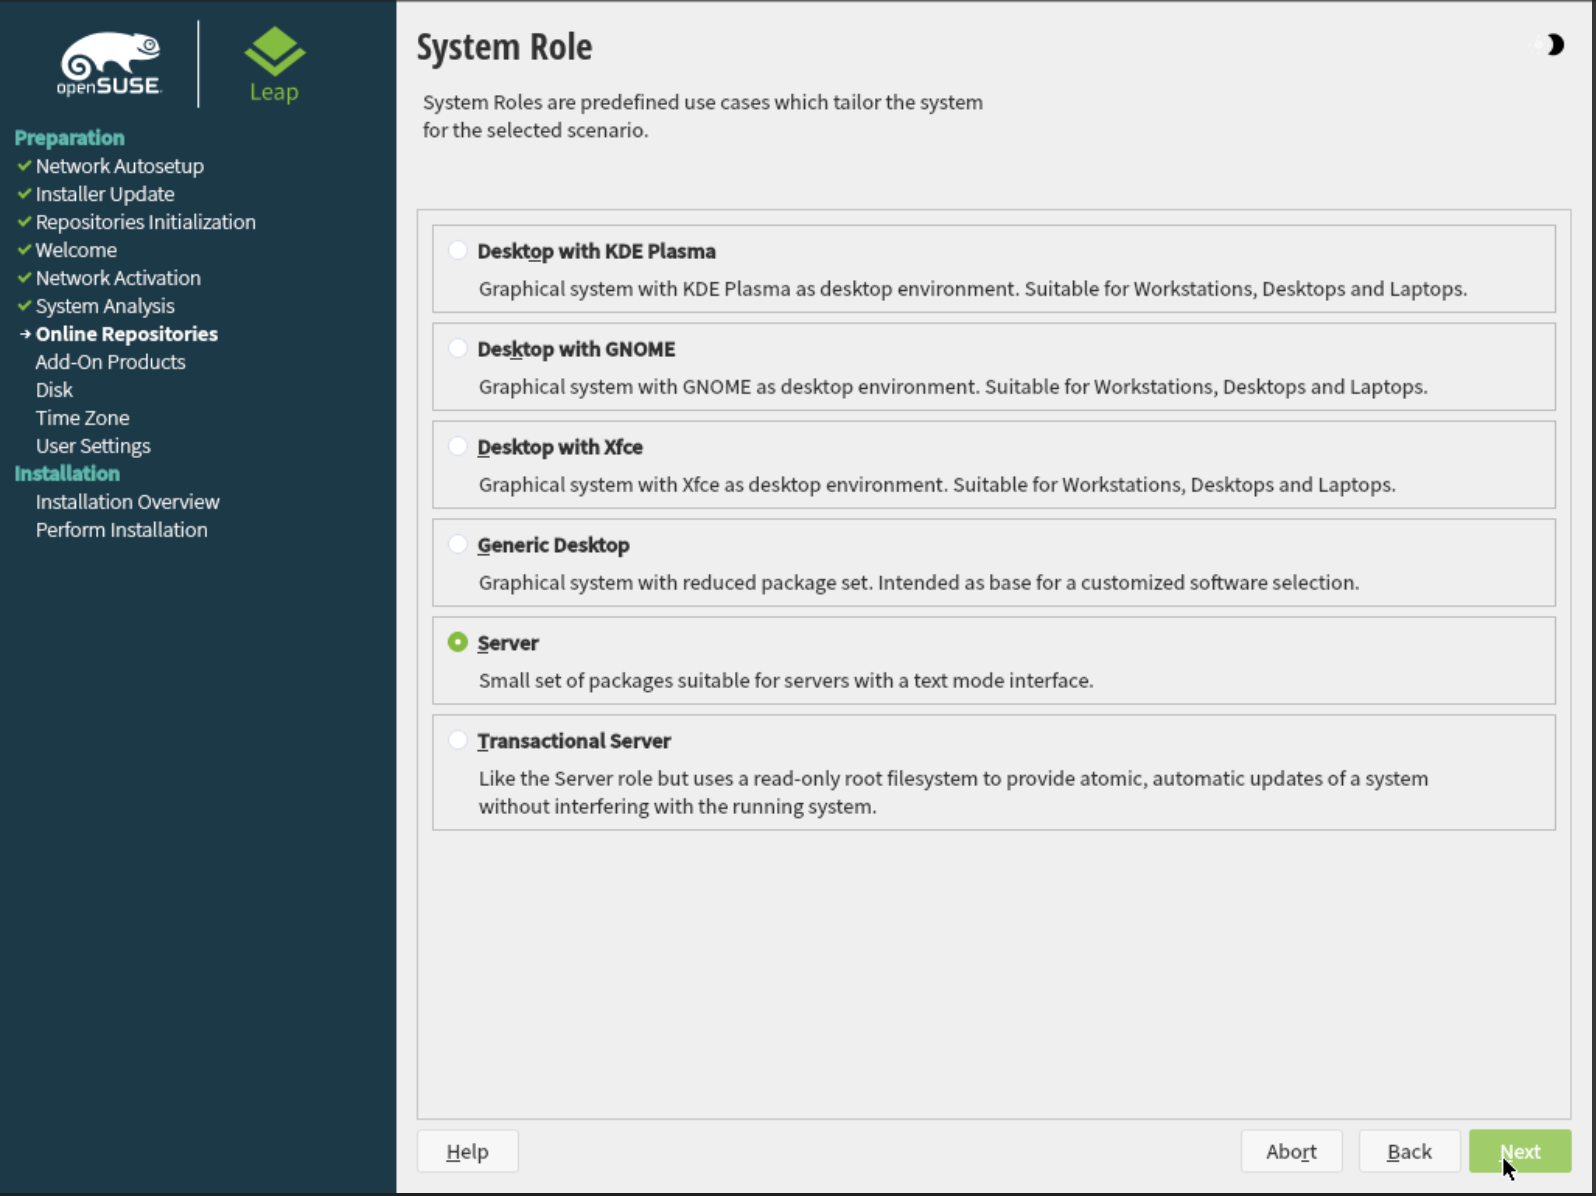 openSUSE
Leap
Preparation
Network Autosetup
Installer Update
Repositories Initialization
Welcome
Network Activation
System Analysis
Online Repositories
Add-On Products
Disk
Time Zone
User Settings
Installation
Installation Overview
Perform Installation
System Role
System Roles are predefined use cases which tailor the system
for the selected scenario.
Desktop with KDE Plasma
Graphical system with KDE Plasma as desktop environment. Suitable for Workstations, Desktops and Laptops.
Desktop with GNOME
Graphical system with GNOME as desktop environment. Suitable for Workstations, Desktops and Laptops.
Desktop with Xfce
Graphical system with Xfce as desktop environment. Suitable for Workstations, Desktops and Laptops.
Generic Desktop
Graphical system with reduced package set. Intended as base for a customized software selection.
Server
Small set of packages suitable for servers with a text mode interface.
Transactional Server
Like the Server role but uses a read-only root filesystem to provide atomic, automatic updates of a system
without interfering with the running system.
Help
Abort
Back
Next